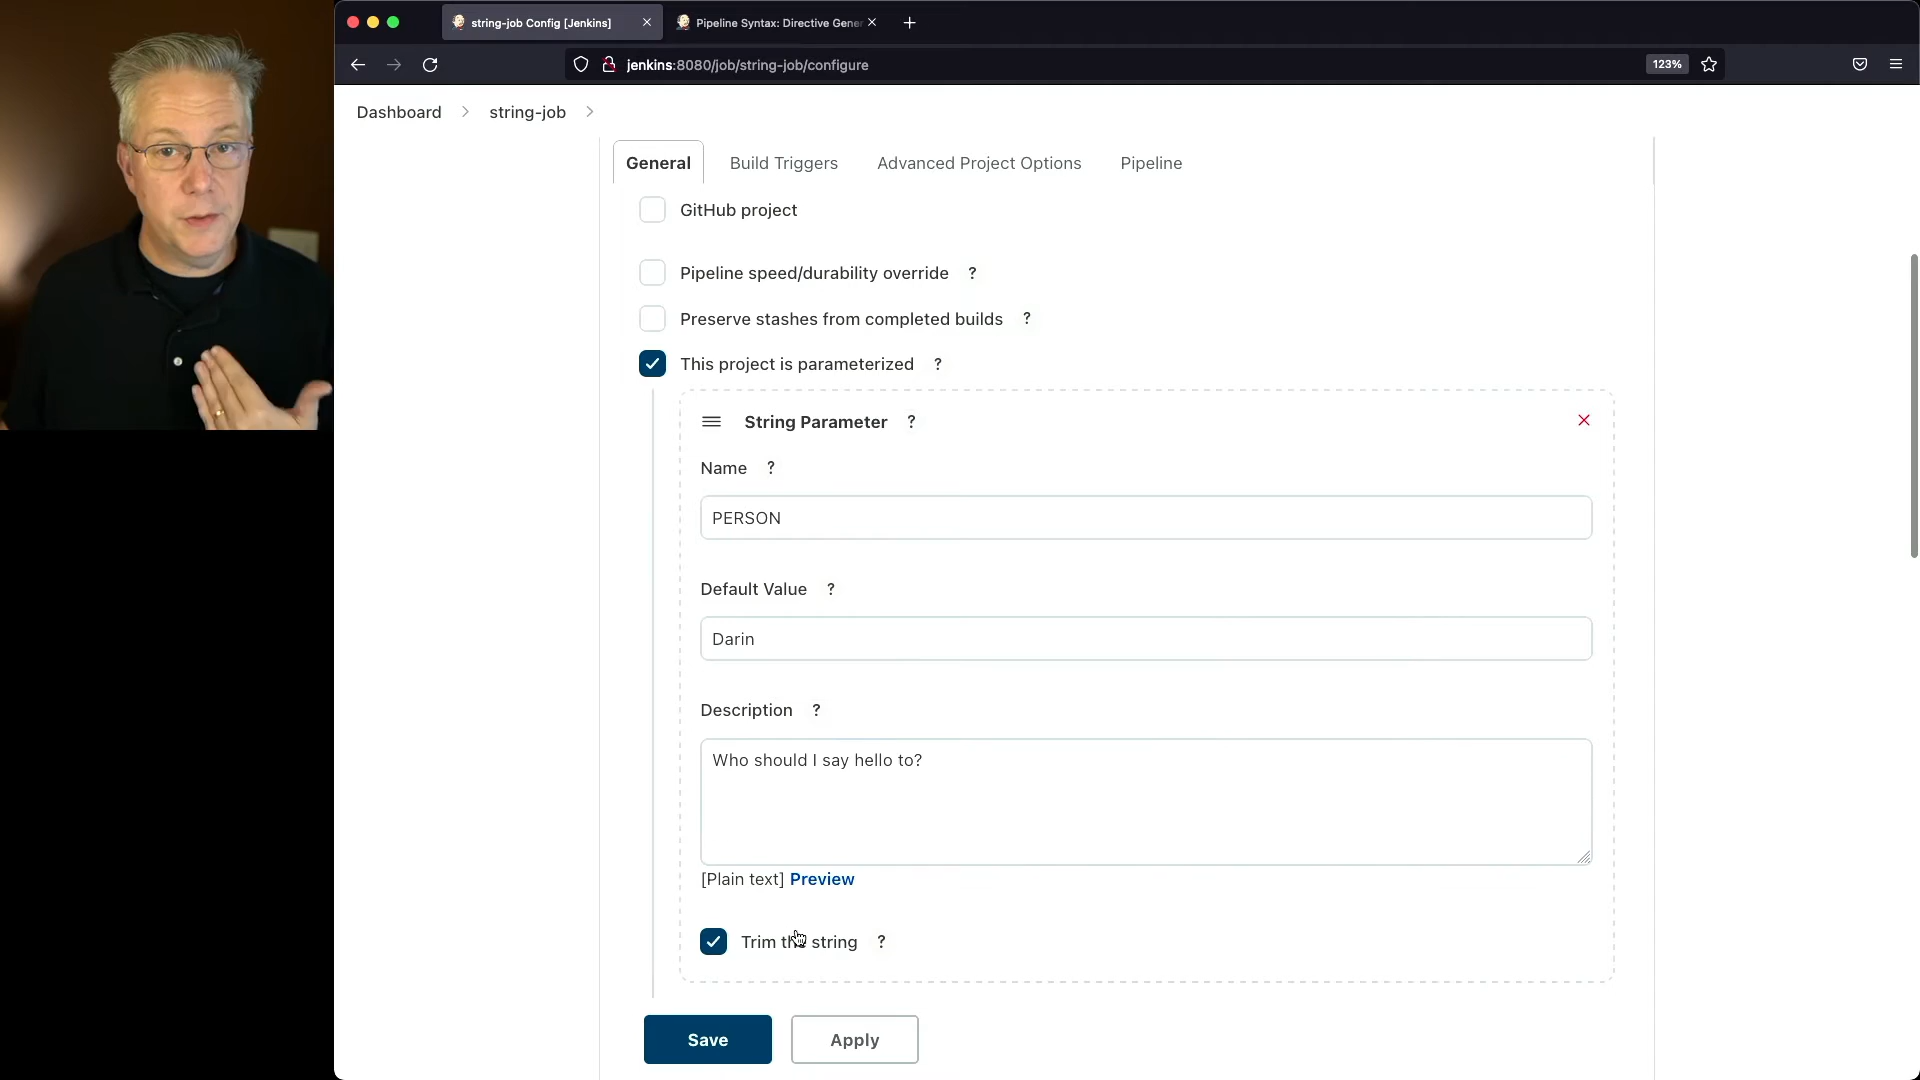 string-job Config [Jenkins]
Pipeline Syntax: Directive Gener
jenkins:8080/job/string-job/configure
123%
Dashboard
string-job
General
Build Triggers
Advanced Project Options
Pipeline
GitHub project
Pipeline speed/durability override ?
Preserve stashes from completed builds ?
This project is parameterized ?
String Parameter ?
Name ?
PERSON
Default Value ?
Darin
Description ?
Who should I say hello to?
[Plain text] Preview
Trim the string ?
Save
Apply